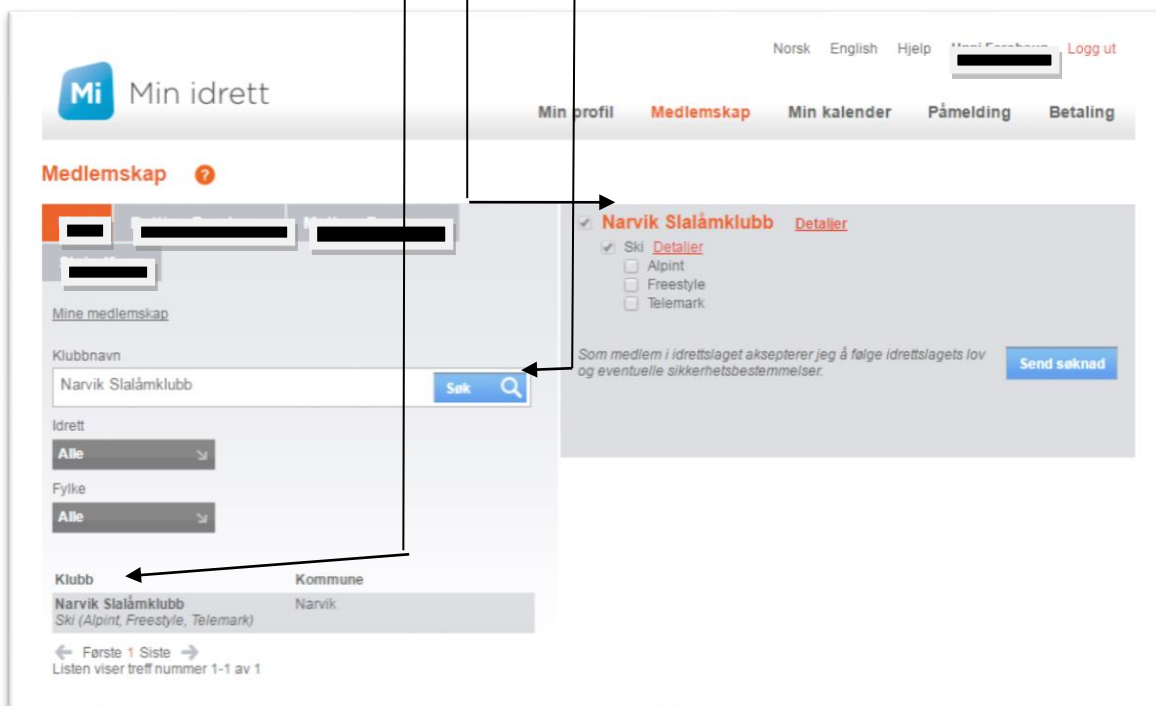 Norsk English Hjelp Logg ut
Mi Min idrett
Min profil Medlemskap Min kalender Påmelding Betaling
Medlemskap ?
Mine medlemskap
Klubbnavn
Narvik Slalåmklubb Søk
Idrett
Alle
Fylke
Alle
Klubb Kommune
Narvik Slalåmklubb Narvik
Ski (Alpint, Freestyle, Telemark)
Første 1 Siste
Listen viser treff nummer 1-1 av 1
Narvik Slalåmklubb Detaljer
Ski Detaljer
Alpint
Freestyle
Telemark
Som medlem i idrettslaget aksepterer jeg å følge idrettslagets lov
og eventuelle sikkerhetsbestemmelser.
Send søknad